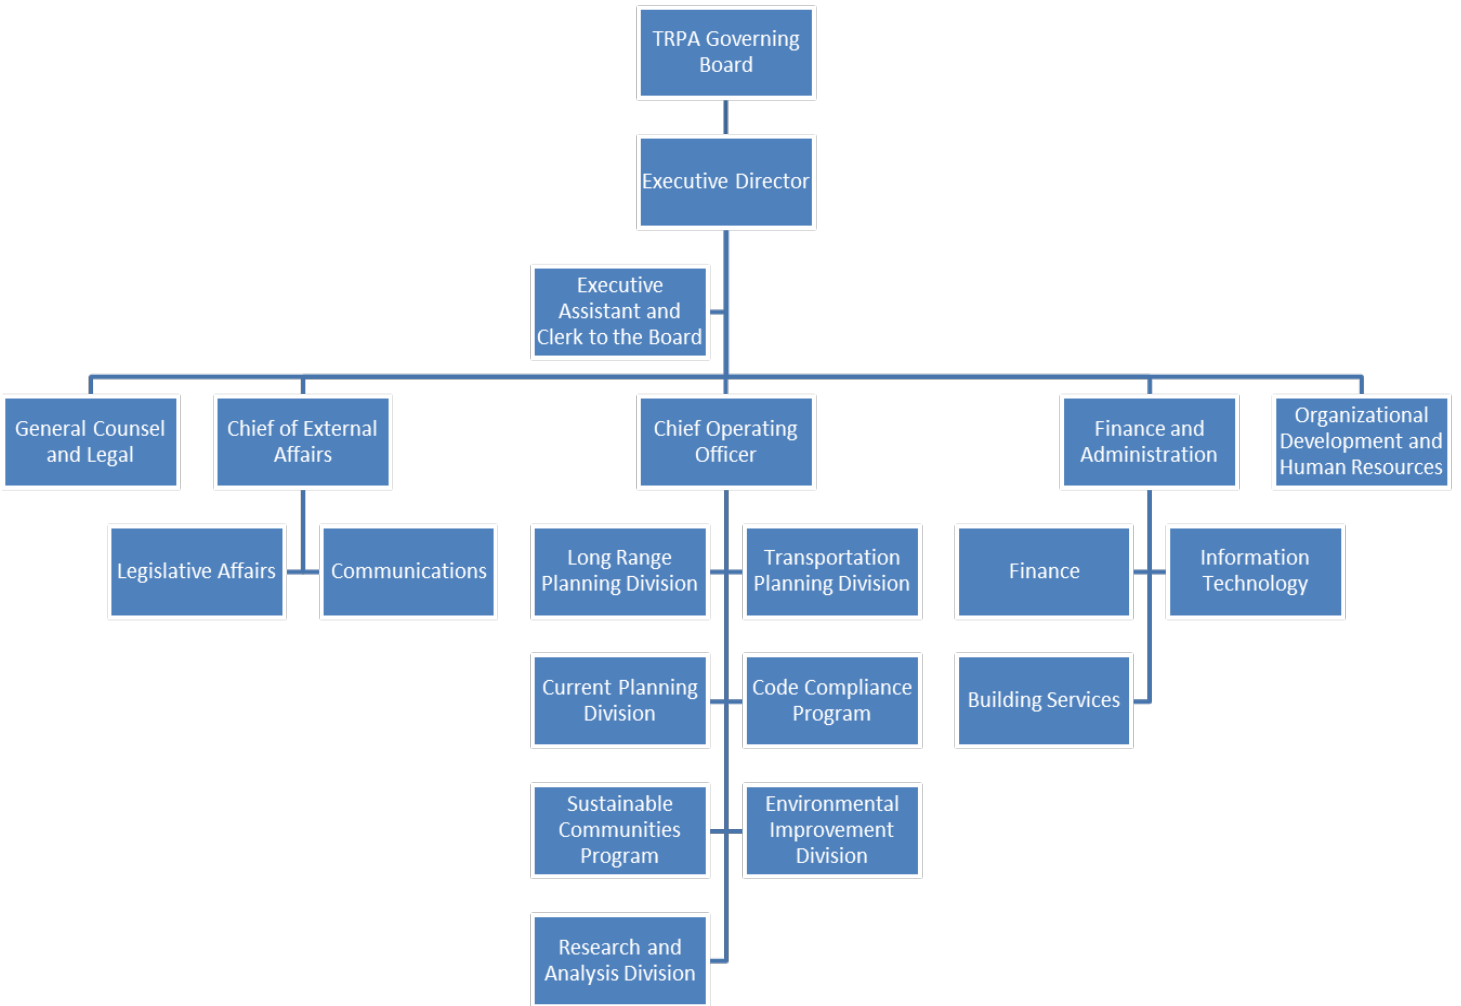 TRPA Governing
Board
Executive Director
Executive
Assistant and
Clerk to the Board
General Counsel
and Legal
Chief of External
Affairs
Chief Operating
Officer
Finance and
Administration
Organizational
Development and
Human Resources
Legislative Affairs
Communications
Long Range
Planning Division
Transportation
Planning Division
Finance
Information
Technology
Current Planning
Division
Code Compliance
Program
Building Services
Sustainable
Communities
Program
Environmental
Improvement
Division
Research and
Analysis Division